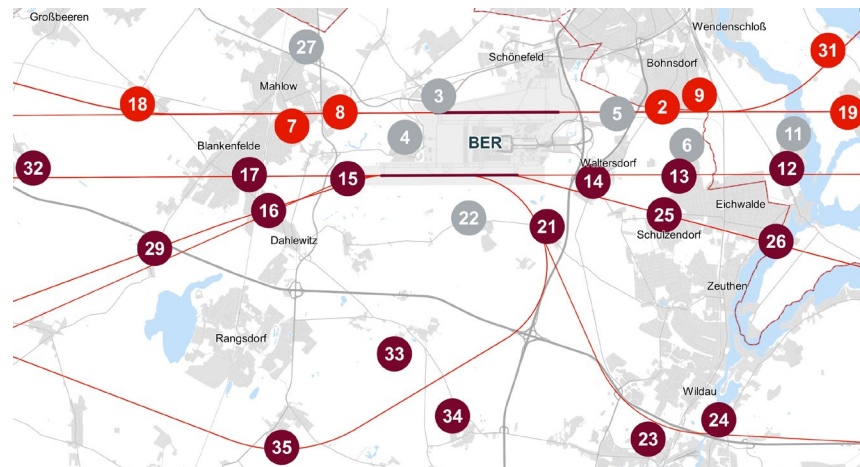 Großbeeren
Wendenschloß
27
Schönefeld
Bohnsdorf
31
Mahlow
3
9
18
8
5
2
19
7
4
BER
6
11
Blankenfelde
Waltersdorf
32
17
15
14
13
12
16
22
21
25
Eichwalde
Dahlewitz
Schulzendorf
29
26
Zeuthen
Rangsdorf
33
Wildau
34
24
35
23